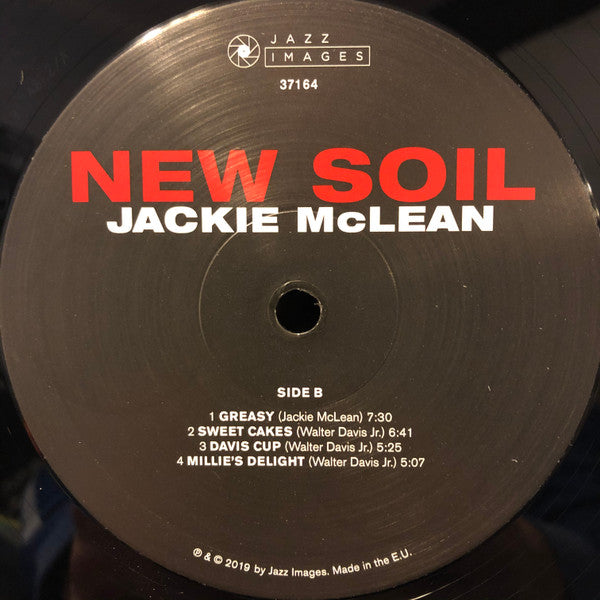 JAZZ
IMAGES
37164
NEW SOIL
JACKIE McLEAN
SIDE B
1 GREASY (Jackie McLean) 7:30
2 SWEET CAKES (Walter Davis Jr.) 6:41
3 DAVIS CUP (Walter Davis Jr.) 5:25
4 MILLIE'S DELIGHT (Walter Davis Jr.) 5:07
℗ & © 2019 by Jazz Images. Made in the E.U.